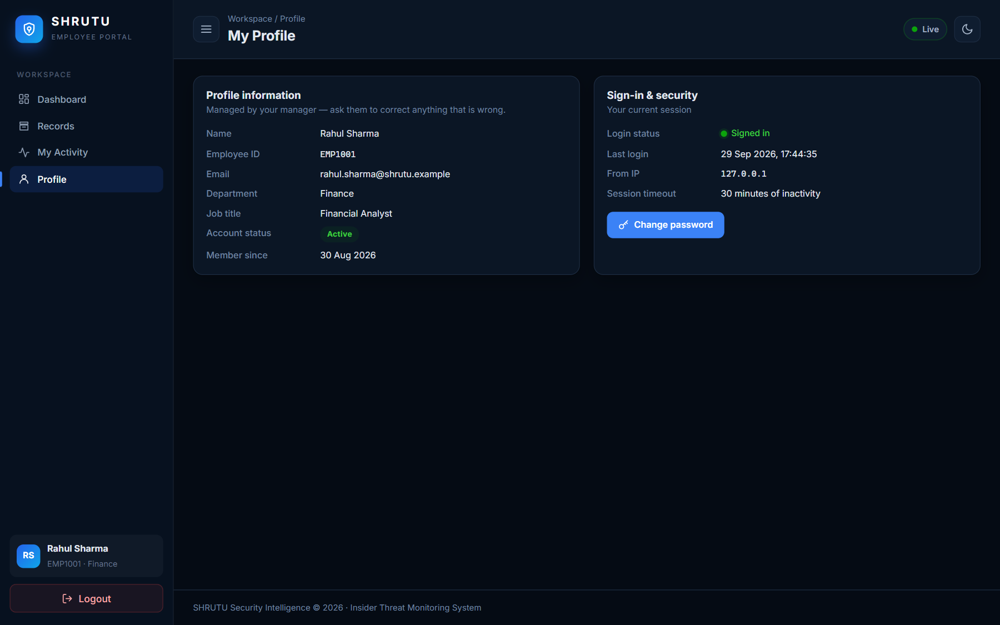 SHRUTU
EMPLOYEE PORTAL
WORKSPACE
Dashboard
Records
My Activity
Profile
RS
Rahul Sharma
EMP1001 · Finance
Logout
Workspace / Profile
My Profile
Live
Profile information
Managed by your manager — ask them to correct anything that is wrong.
Name Rahul Sharma
Employee ID EMP1001
Email rahul.sharma@shrutu.example
Department Finance
Job title Financial Analyst
Account status Active
Member since 30 Aug 2026
Sign-in & security
Your current session
Login status Signed in
Last login 29 Sep 2026, 17:44:35
From IP 127.0.0.1
Session timeout 30 minutes of inactivity
Change password
SHRUTU Security Intelligence © 2026 · Insider Threat Monitoring System